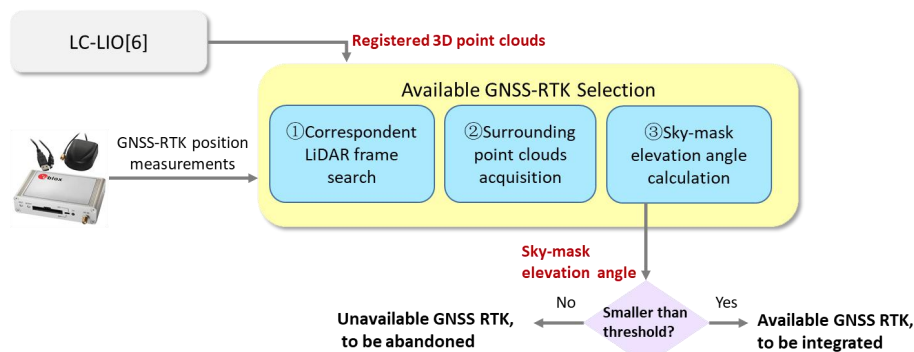 LC-LIO[6]
Registered 3D point clouds
Available GNSS-RTK Selection
①Correspondent
LiDAR frame
search
②Surrounding
point clouds
acquisition
③Sky-mask
elevation angle
calculation
GNSS-RTK position
measurements
blox
Sky-mask
elevation angle
No
Smaller than
threshold?
Yes
Unavailable GNSS RTK,
to be abandoned
Available GNSS RTK,
to be integrated